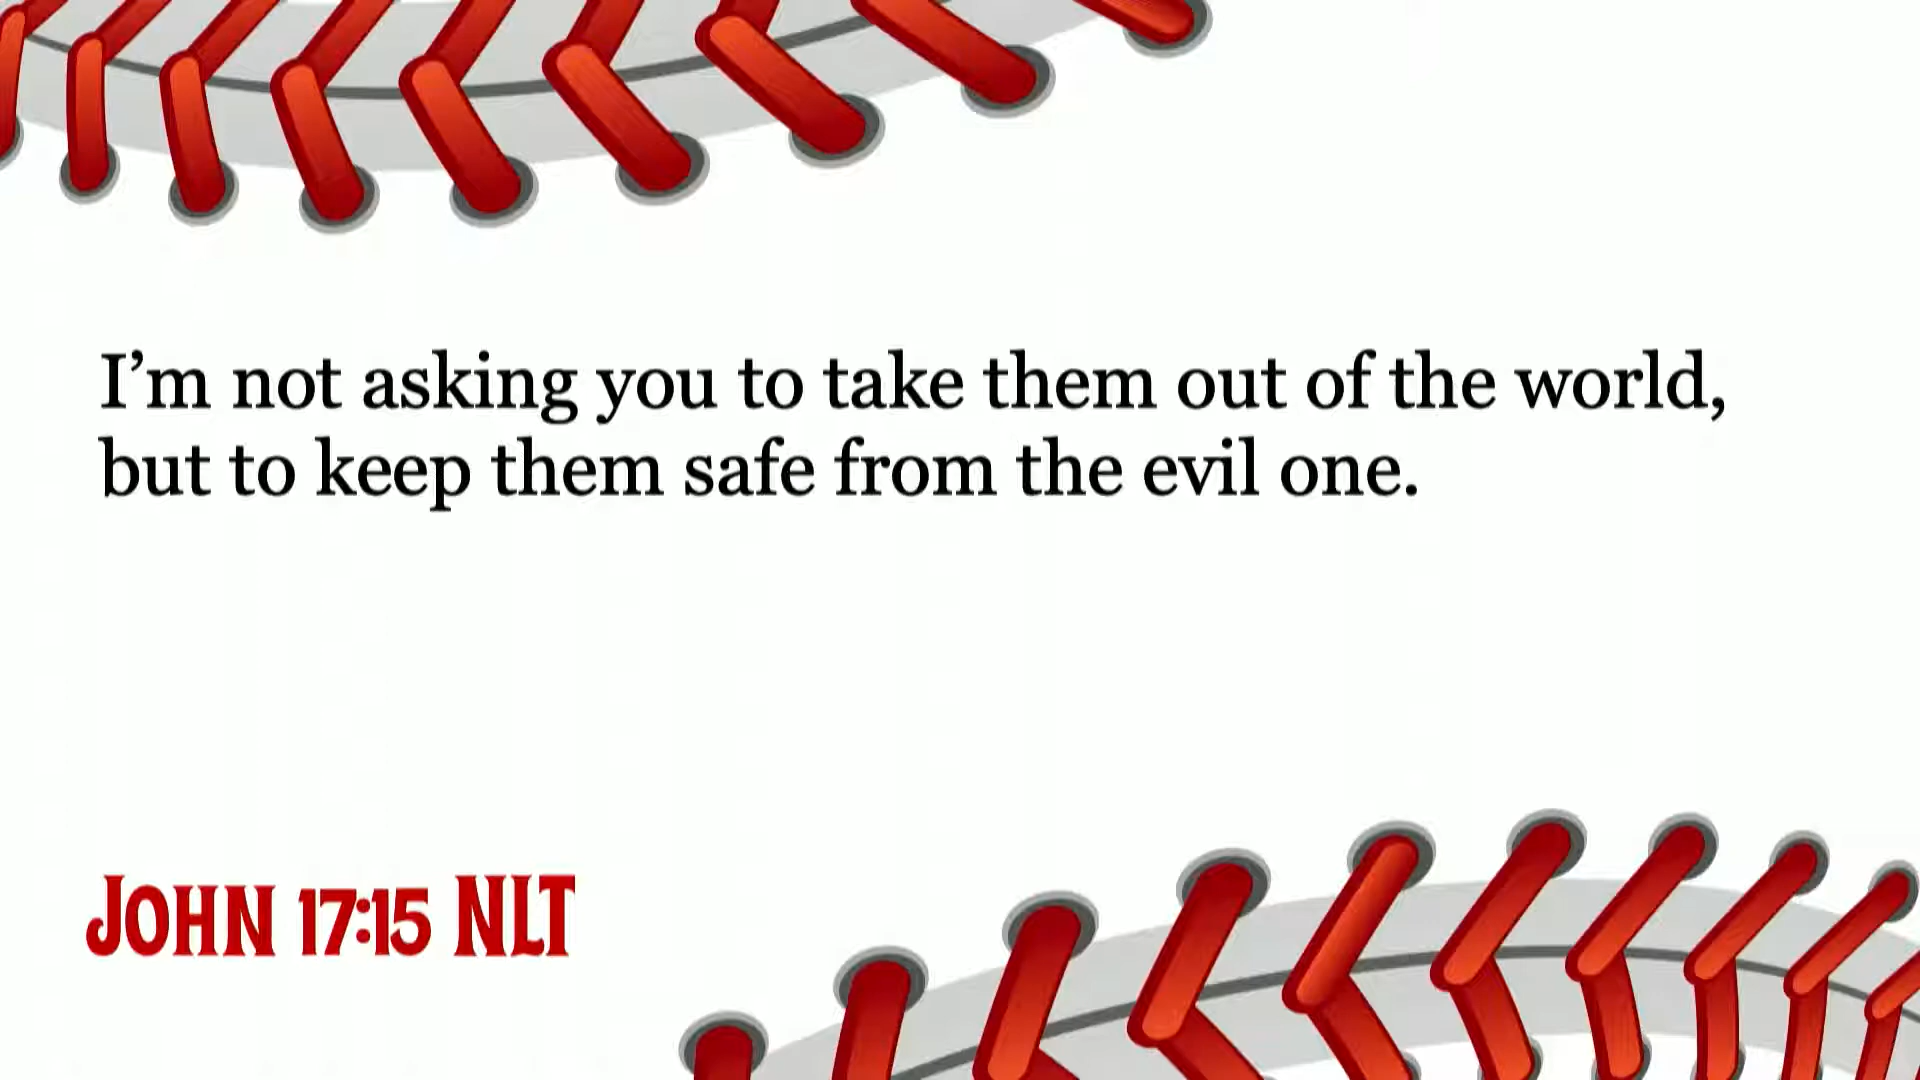 I’m not asking you to take them out of the world,
but to keep them safe from the evil one.
JOHN 17:15 NLT